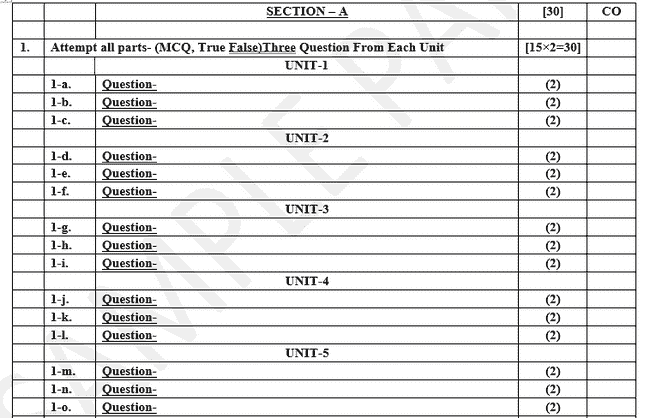 SECTION – A [30] CO
1. Attempt all parts- (MCQ, True False)Three Question From Each Unit [15×2=30]
UNIT-1
1-a. Question- (2)
1-b. Question- (2)
1-c. Question- (2)
UNIT-2
1-d. Question- (2)
1-e. Question- (2)
1-f. Question- (2)
UNIT-3
1-g. Question- (2)
1-h. Question- (2)
1-i. Question- (2)
UNIT-4
1-j. Question- (2)
1-k. Question- (2)
1-l. Question- (2)
UNIT-5
1-m. Question- (2)
1-n. Question- (2)
1-o. Question- (2)